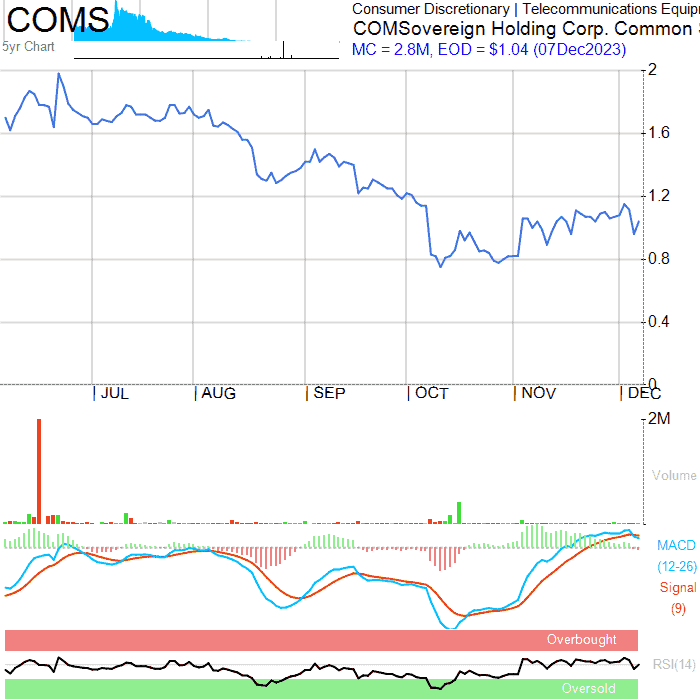 COMS
5yr Chart
Consumer Discretionary | Telecommunications Equip
COMSovereign Holding Corp. Common
MC = 2.8M, EOD = $1.04 (07Dec2023)
2
1.6
1.2
0.8
0.4
0
JUL AUG SEP OCT NOV DEC
2M
Volume
MACD
(12-26)
Signal
(9)
Overbought
RSI(14)
Oversold